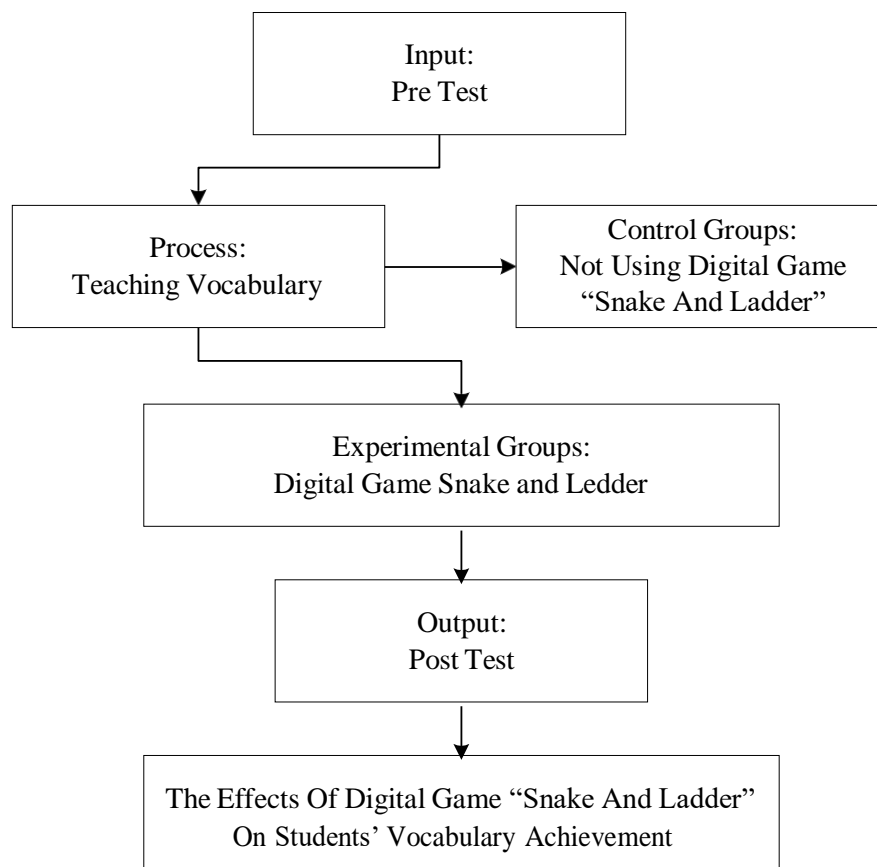 Input:
Pre Test
Process:
Teaching Vocabulary
Control Groups:
Not Using Digital Game
“Snake And Ladder”
Experimental Groups:
Digital Game Snake and Ledder
Output:
Post Test
The Effects Of Digital Game “Snake And Ladder”
On Students’ Vocabulary Achievement